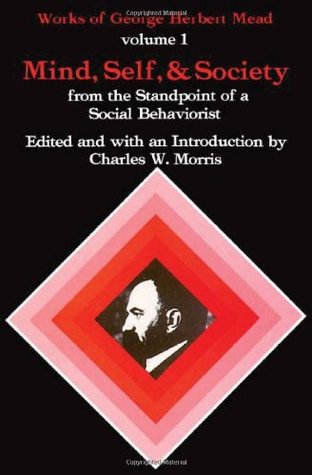 Works of George Herbert Mead
volume 1
Mind, Self, & Society
from the Standpoint of a
Social Behaviorist
Edited and with an Introduction by
Charles W. Morris